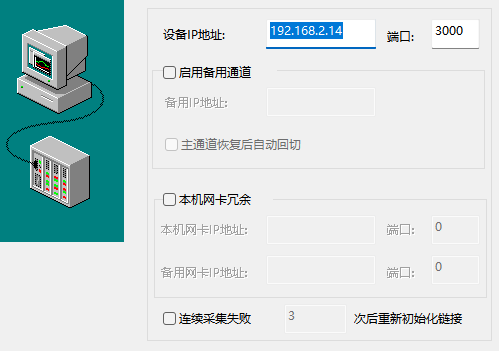 设备IP地址: 192.168.2.14 端口: 3000
启用备用通道
备用IP地址:
主通道恢复后自动回切
本机网卡冗余
本机网卡IP地址: 端口: 0
备用网卡IP地址: 端口: 0
连续采集失败 3 次后重新初始化链接